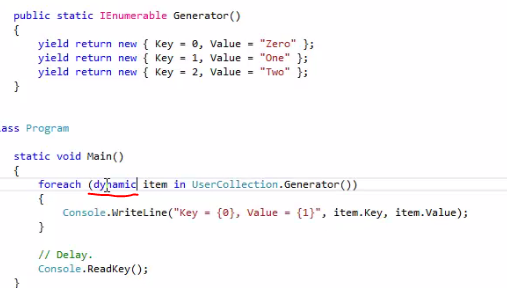 public static IEnumerable Generator()
{
yield return new { Key = 0, Value = "Zero" };
yield return new { Key = 1, Value = "One" };
yield return new { Key = 2, Value = "Two" };
}
ass Program
static void Main()
{
foreach (dynamic item in UserCollection.Generator())
{
Console.WriteLine("Key = {0}, Value = {1}", item.Key, item.Value);
}
// Delay.
Console.ReadKey();
}